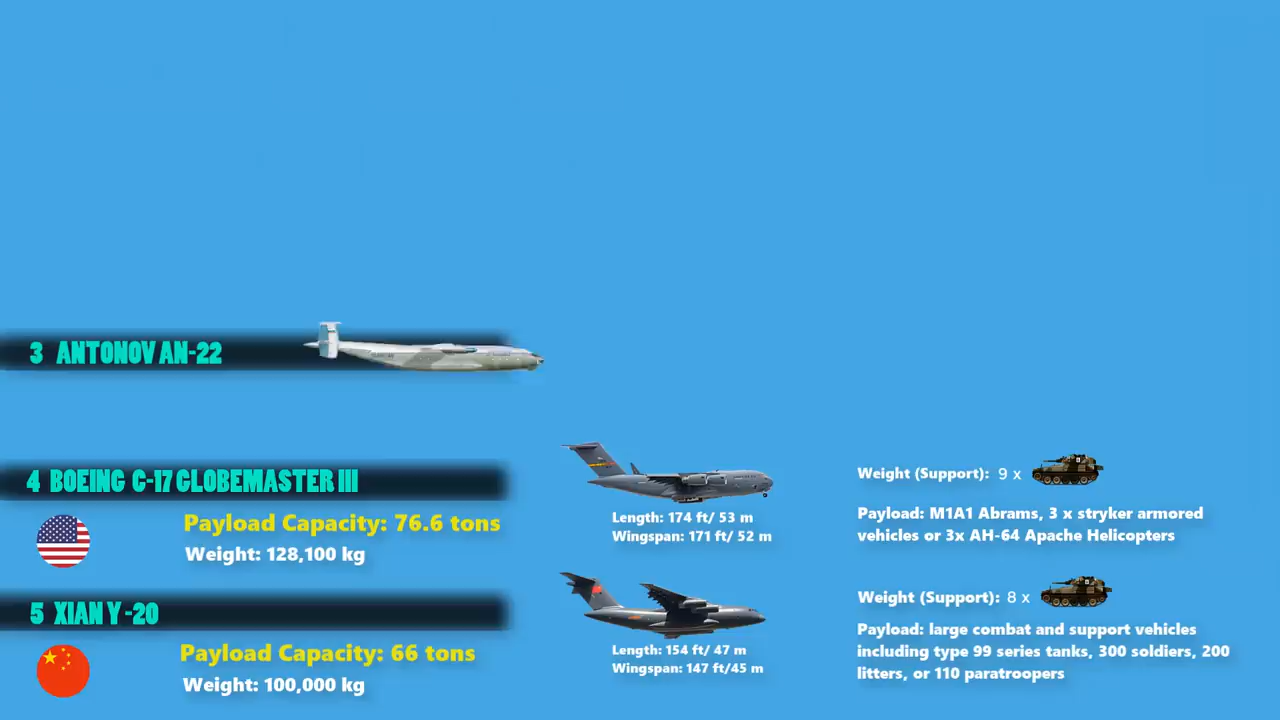 3 ANTONOV AN-22
4 BOEING C-17 GLOBEMASTER III
Payload Capacity: 76.6 tons
Weight: 128,100 kg
Length: 174 ft/ 53 m
Wingspan: 171 ft/ 52 m
Weight (Support): 9 x
Payload: M1A1 Abrams, 3 x stryker armored
vehicles or 3x AH-64 Apache Helicopters
5 XIAN Y -20
Payload Capacity: 66 tons
Weight: 100,000 kg
Length: 154 ft/ 47 m
Wingspan: 147 ft/45 m
Weight (Support): 8 x
Payload: large combat and support vehicles
including type 99 series tanks, 300 soldiers, 200
litters, or 110 paratroopers